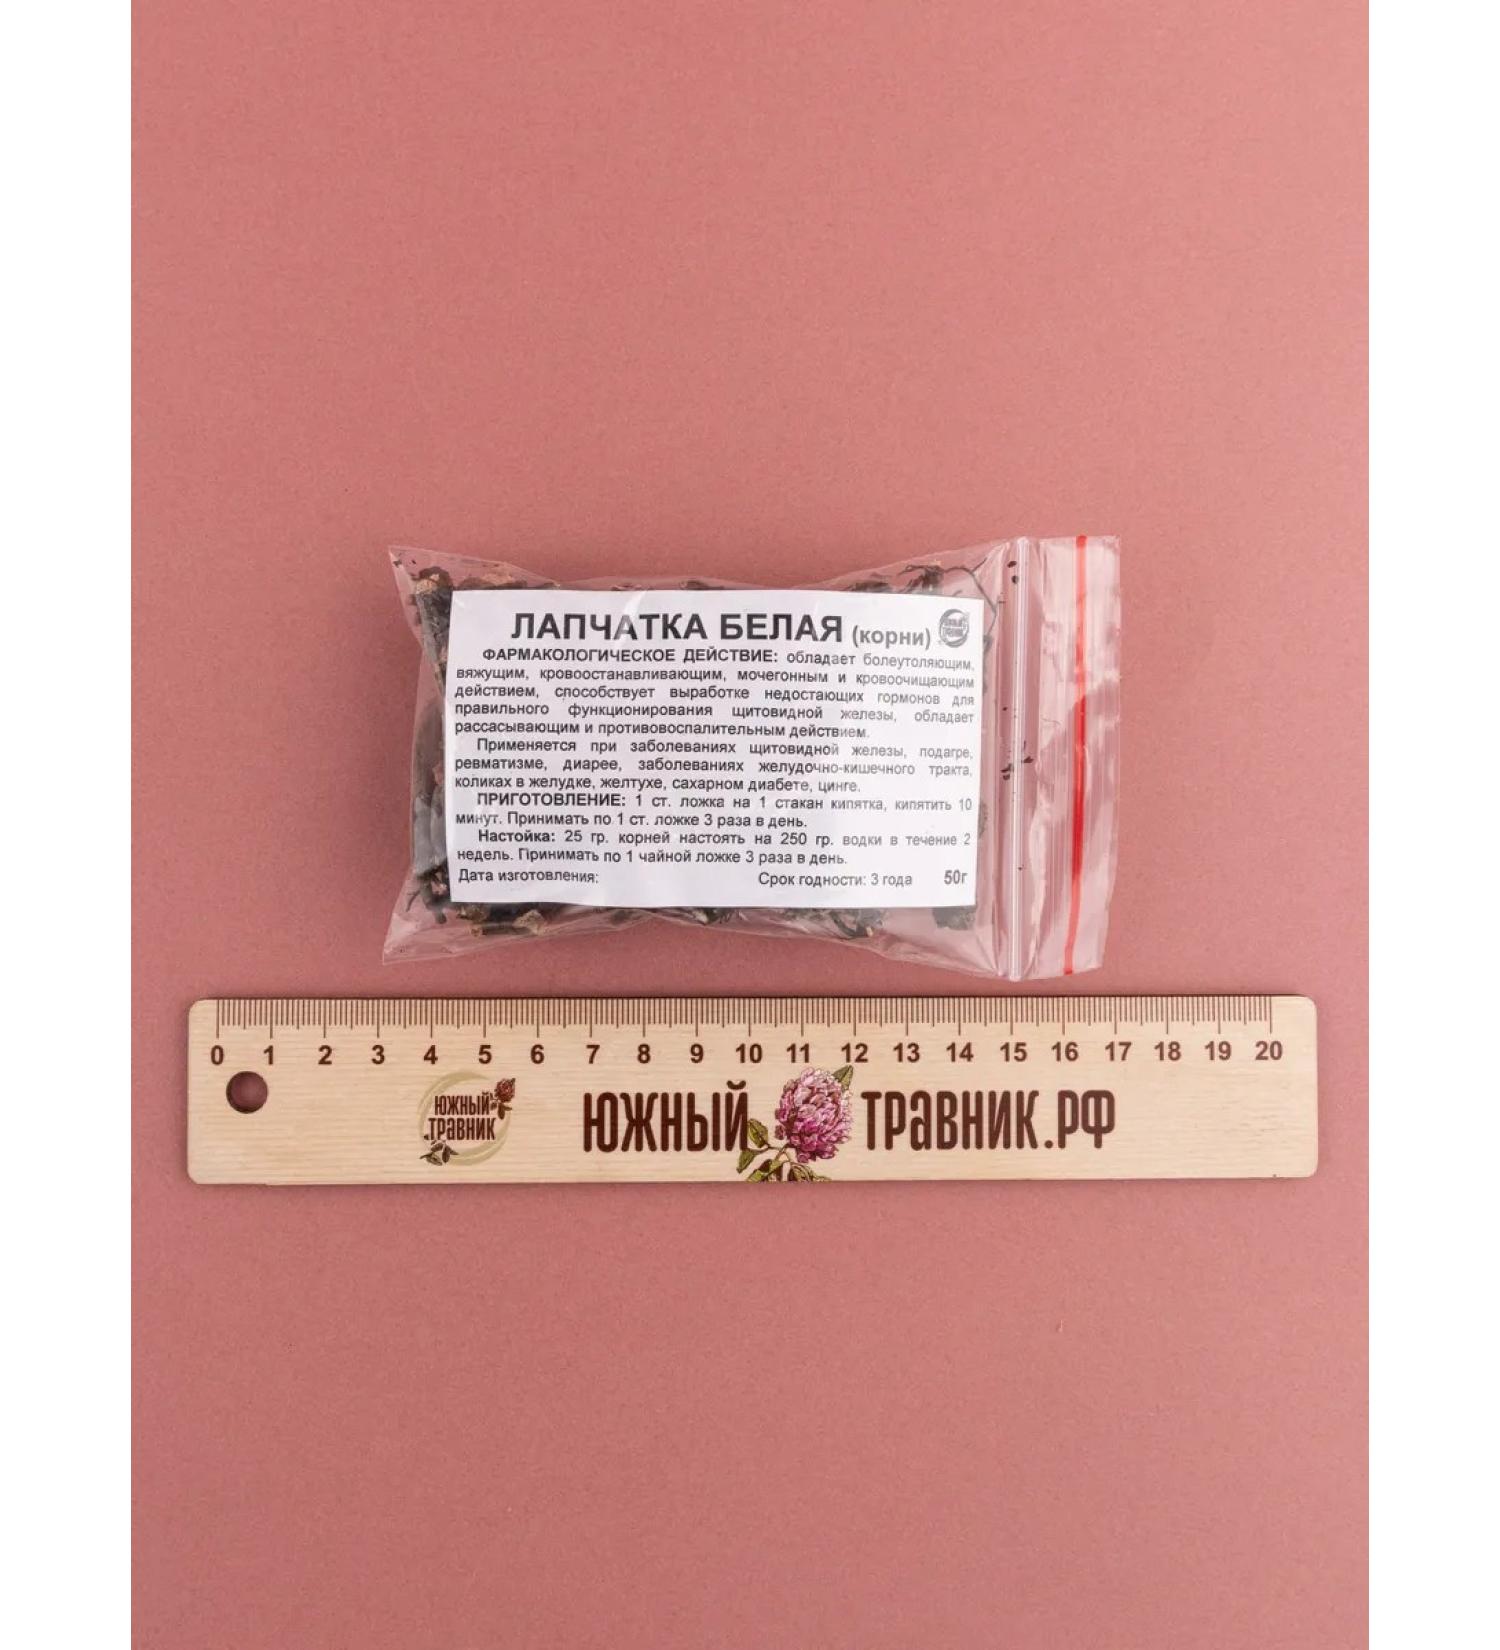 ЛАПЧАТКА БЕЛАЯ (корни)
ЮЖНЫЙ
ТРАВНИК
ФАРМАКОЛОГИЧЕСКОЕ ДЕЙСТВИЕ: обладает болеутоляющим,
вяжущим, кровоостанавливающим, мочегонным и кровоочищающим
действием, способствует выработке недостающих гормонов для
правильного функционирования щитовидной железы, обладает
рассасывающим и противовоспалительным действием.
Применяется при заболеваниях щитовидной железы, подагре,
ревматизме, диарее, заболеваниях желудочно-кишечного тракта,
коликах в желудке, желтухе, сахарном диабете, цинге.
ПРИГОТОВЛЕНИЕ: 1 ст. ложка на 1 стакан кипятка, кипятить 10
минут. Принимать по 1 ст. ложке 3 раза в день.
Настойка: 25 гр. корней настоять на 250 гр. водки в течение 2
недель. Принимать по 1 чайной ложке 3 раза в день.
Дата изготовления: Срок годности: 3 года 50г
0 1 2 3 4 5 6 7 8 9 10 11 12 13 14 15 16 17 18 19 20
ЮЖНЫЙ
ТРАВНИК
ЮЖНЫЙ ТРАВНИК.РФ